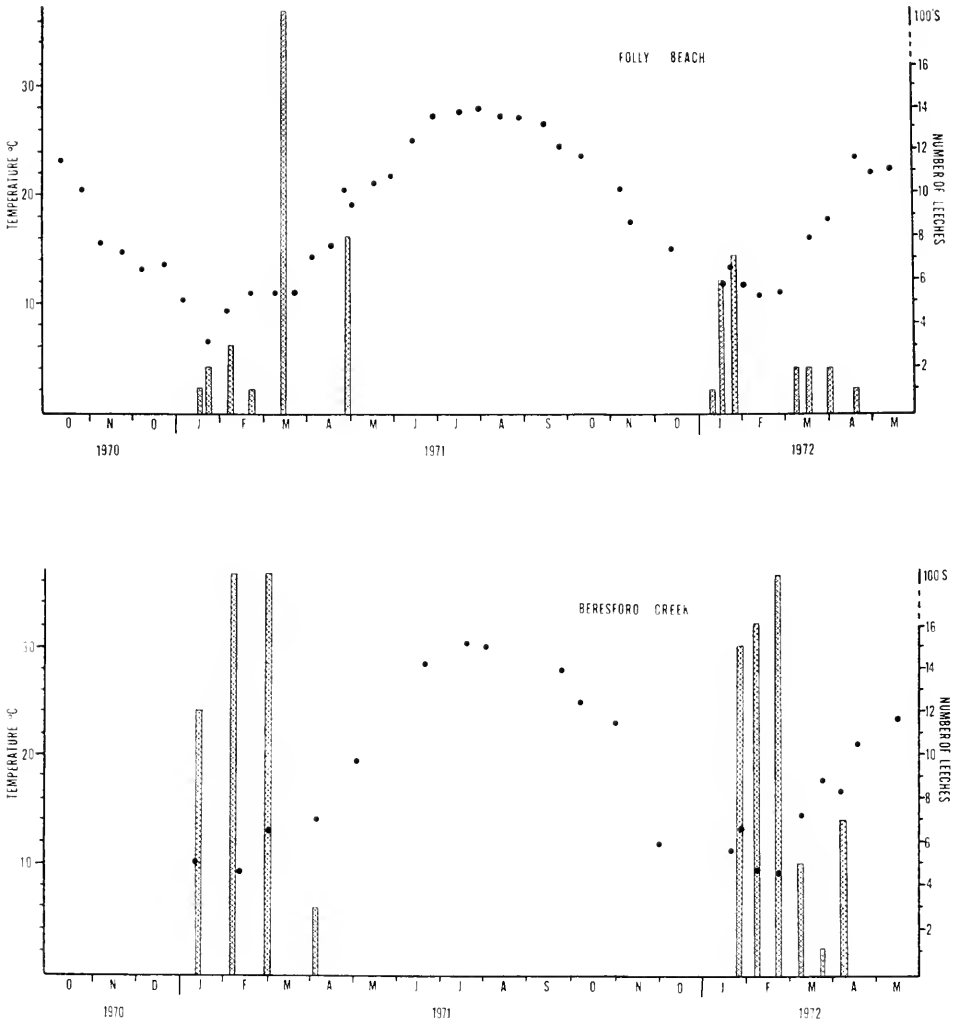 FOLLY BEACH
100'S
16
14
12
10
8
6
4
2
NUMBER OF LEECHES
30
20
10
TEMPERATURE °C
O N D J F M A M J J A S O N D J F M A M
1970 1971 1972
BERESFORD CREEK
100'S
16
14
12
10
8
6
4
2
NUMBER OF LEECHES
30
20
10
TEMPERATURE °C
O N D J F M A M J J A S O N D J F M A M
1970 1971 1972